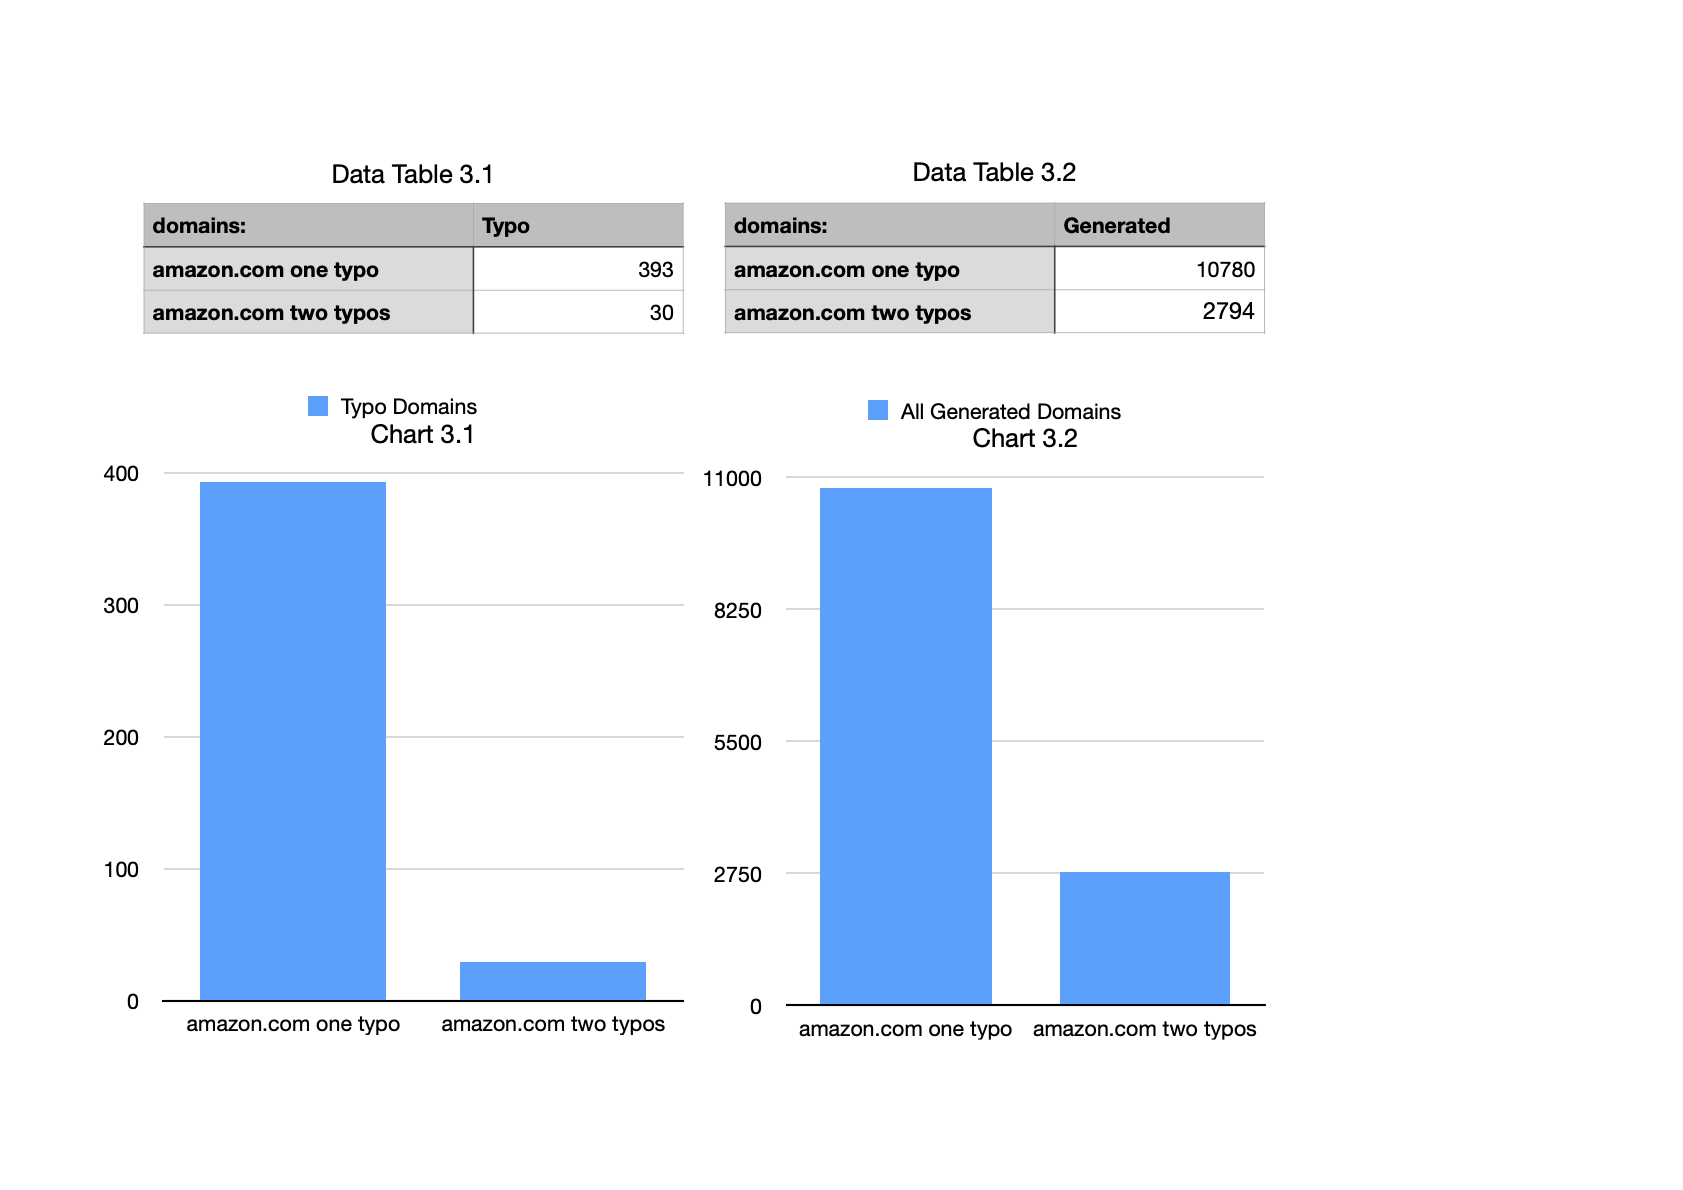 Data Table 3.1
domains: Typo
amazon.com one typo 393
amazon.com two typos 30
Data Table 3.2
domains: Generated
amazon.com one typo 10780
amazon.com two typos 2794
Typo Domains
Chart 3.1
400
300
200
100
0
amazon.com one typo amazon.com two typos
All Generated Domains
Chart 3.2
11000
8250
5500
2750
0
amazon.com one typo amazon.com two typos